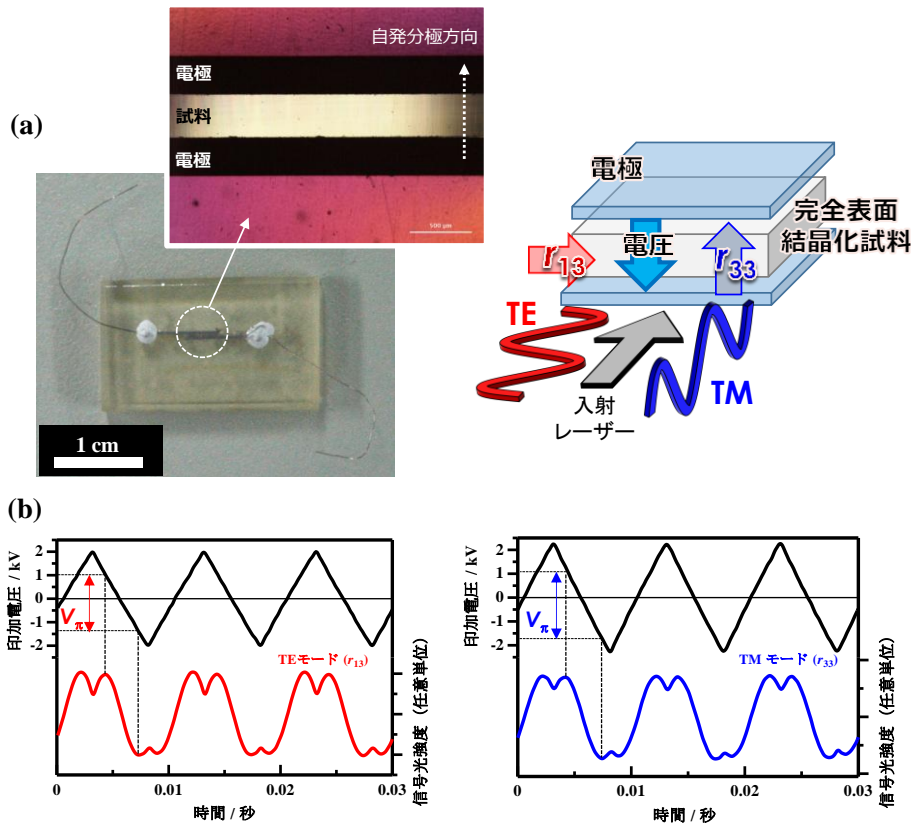 (a)
自発分極方向
電極
試料
電極
500 μm
1 cm
電極
完全表面
結晶化試料
電圧
r13
r33
TE
TM
入射
レーザー
(b)
印加電圧 / kV
2
1
0
-1
-2
Vπ
TEモード (r13)
信号光強度（任意単位）
0
0.01
0.02
0.03
時間 / 秒
印加電圧 / kV
2
1
0
-1
-2
Vπ
TM モード (r33)
信号光強度（任意単位）
0
0.01
0.02
0.03
時間 / 秒